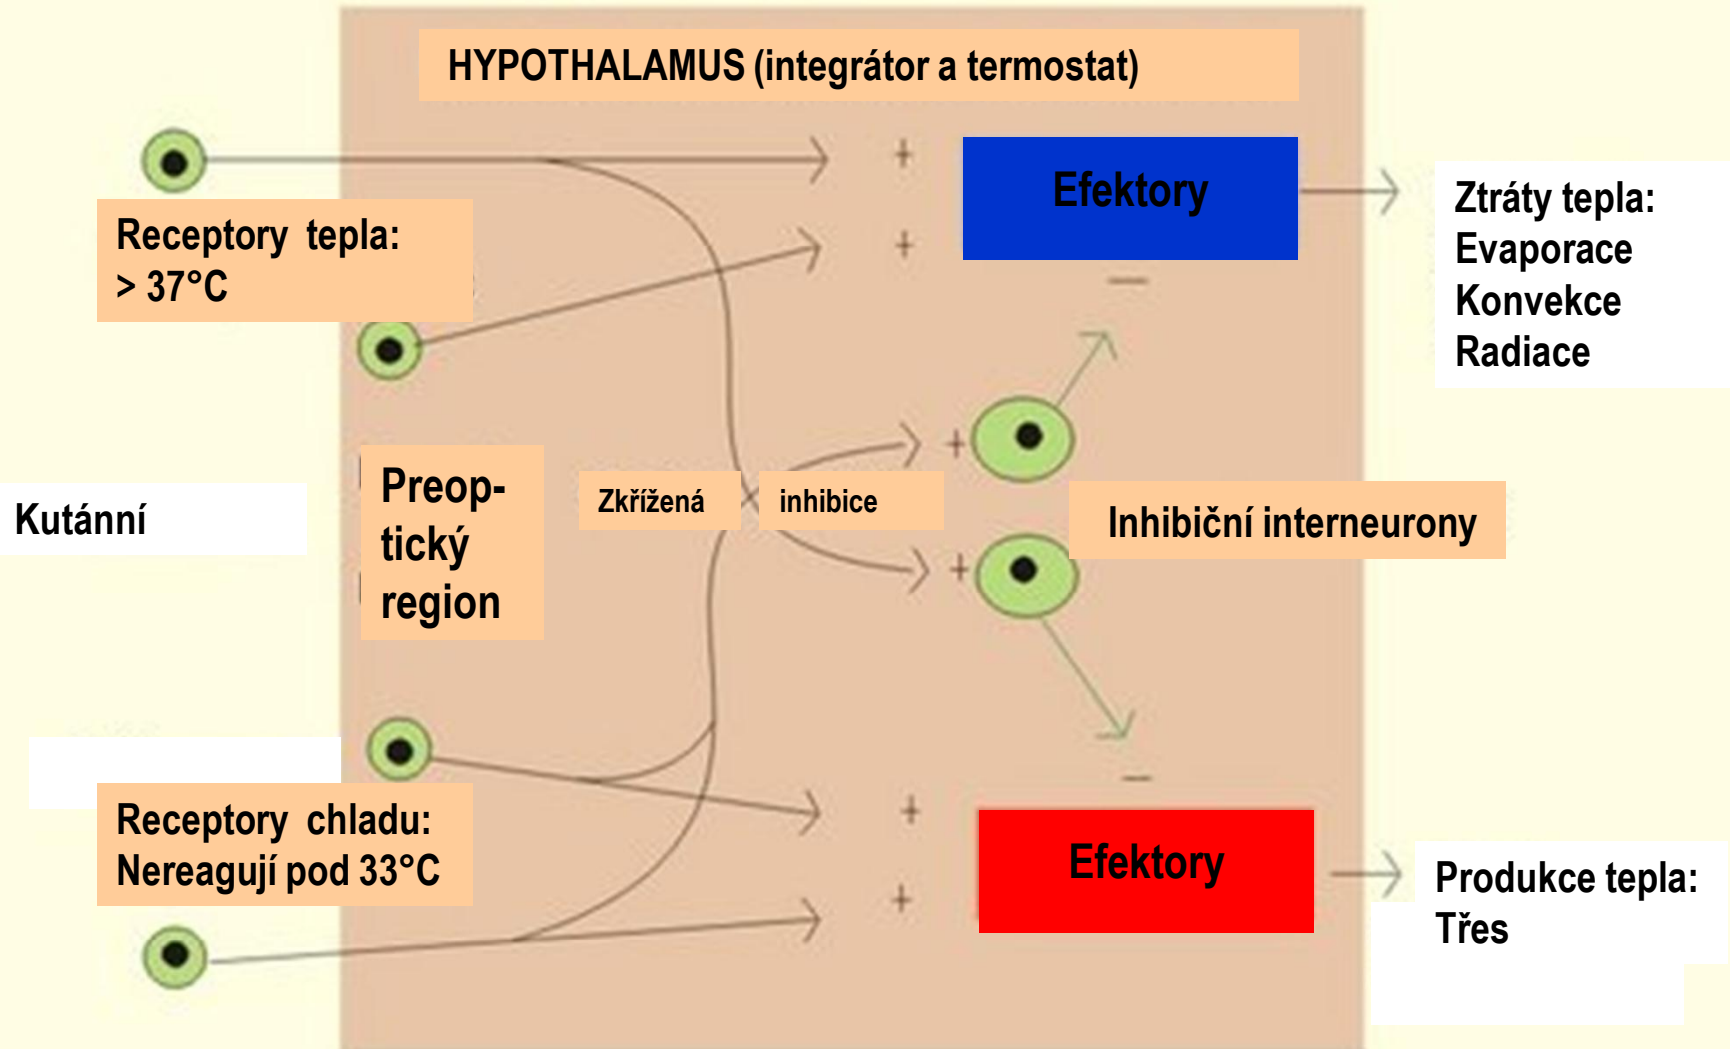 HYPOTHALAMUS (integrátor a termostat)
+
Efektory
Receptory tepla:
> 37°C
+
Ztráty tepla:
Evaporace
Konvekce
Radiace
—
Kutánní
Preop-
tický
region
Zkřížená inhibice
+
+
Inhibiční interneurony
—
Receptory chladu:
Nereagují pod 33°C
+
+
Efektory
Produkce tepla:
Třes